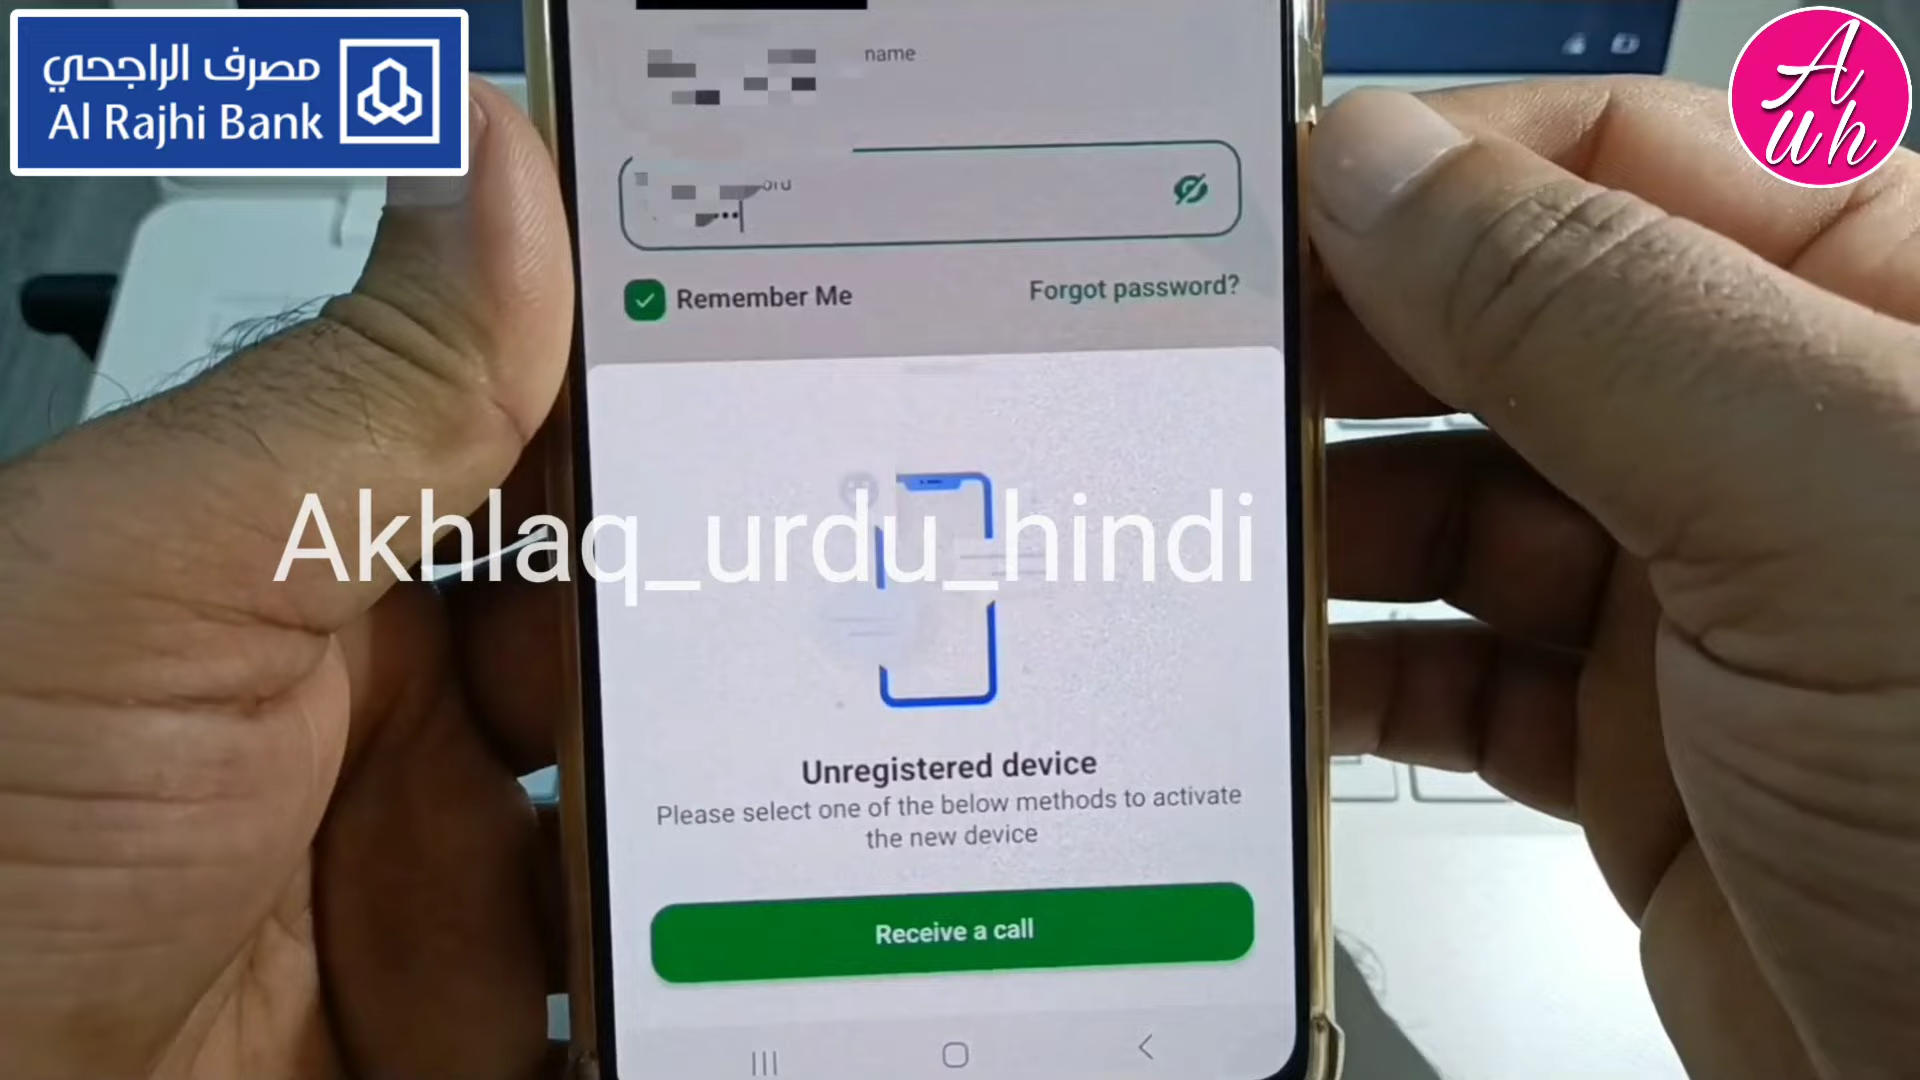 مصرف الراجحي
Al Rajhi Bank
A
u h
name
Remember Me
Forgot password?
Akhlaq_urdu_hindi
Unregistered device
Please select one of the below methods to activate
the new device
Receive a call